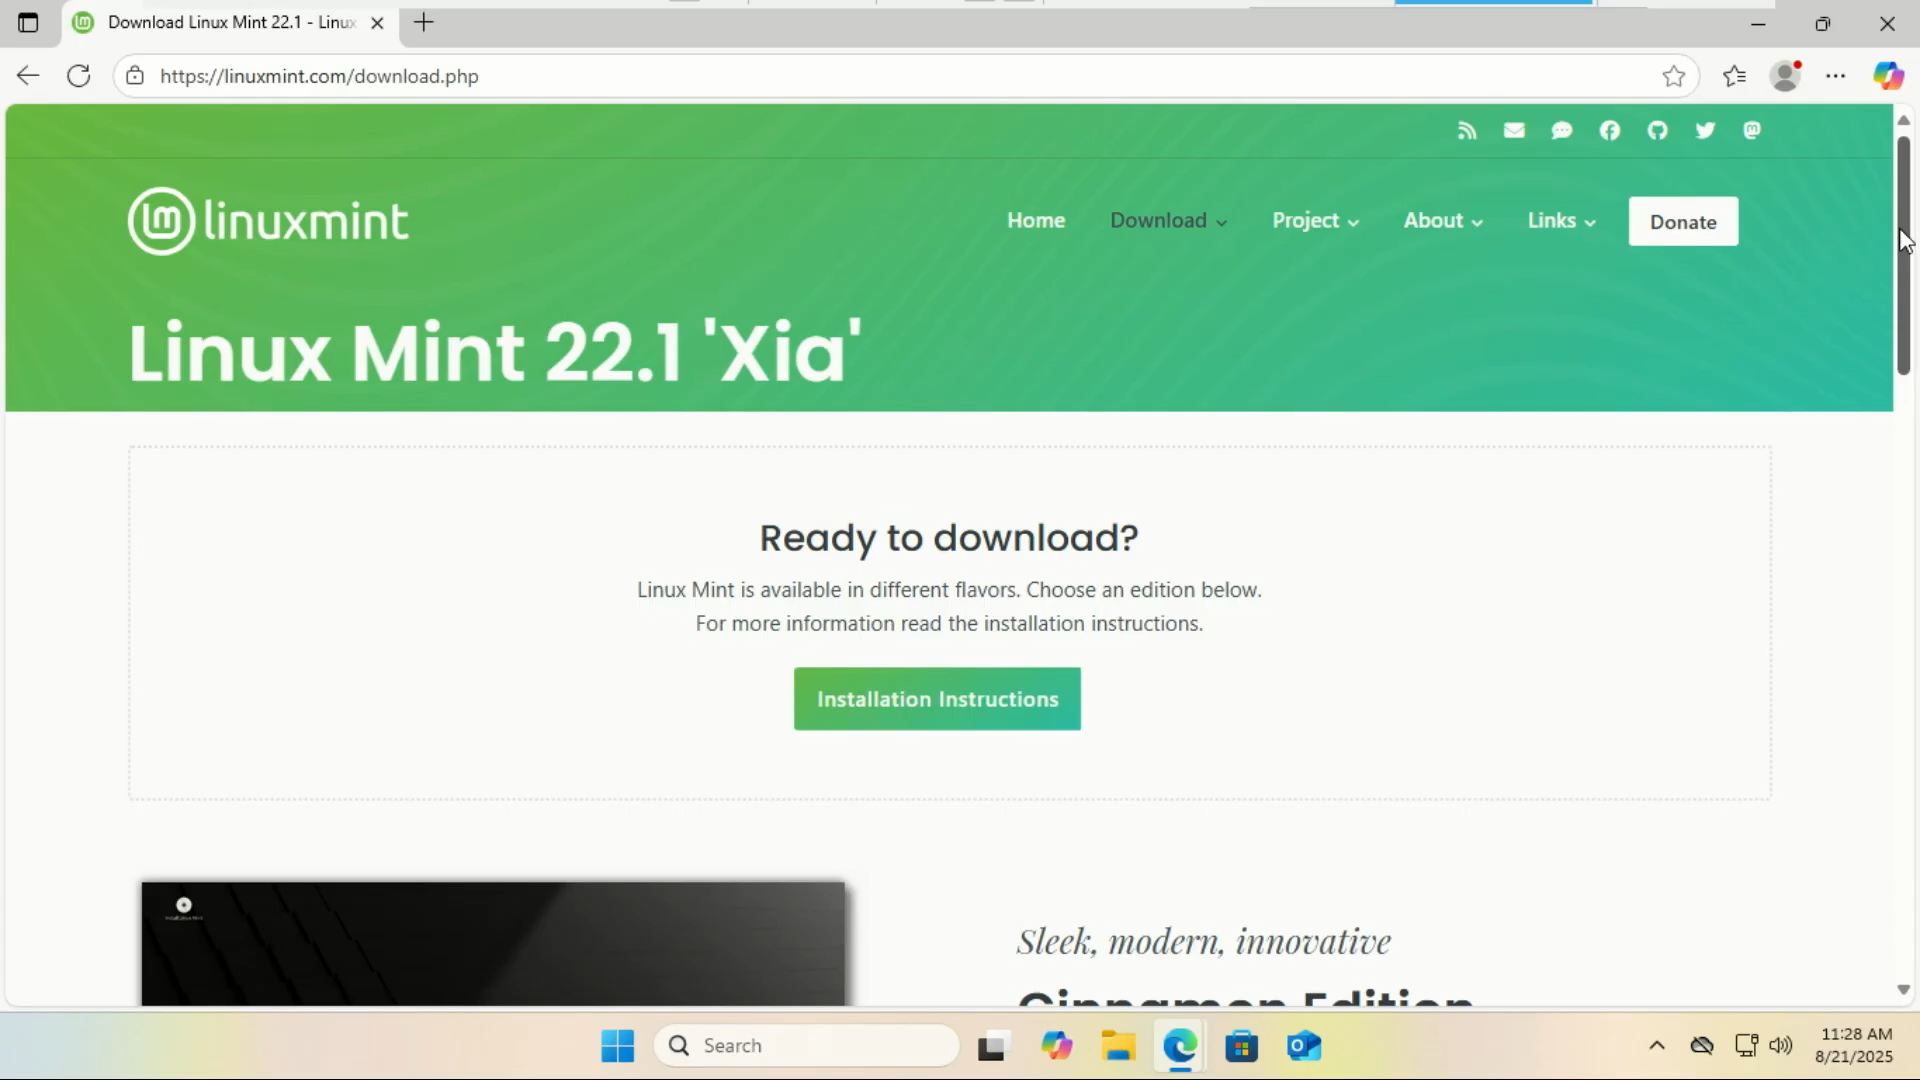 Download Linux Mint 22.1 - Linux
https://linuxmint.com/download.php
linuxmint
Home
Download
Project
About
Links
Donate
Linux Mint 22.1 'Xia'
Ready to download?
Linux Mint is available in different flavors. Choose an edition below.
For more information read the installation instructions.
Installation Instructions
Sleek, modern, innovative
Cinnamon Edition
Search
11:28 AM
8/21/2025